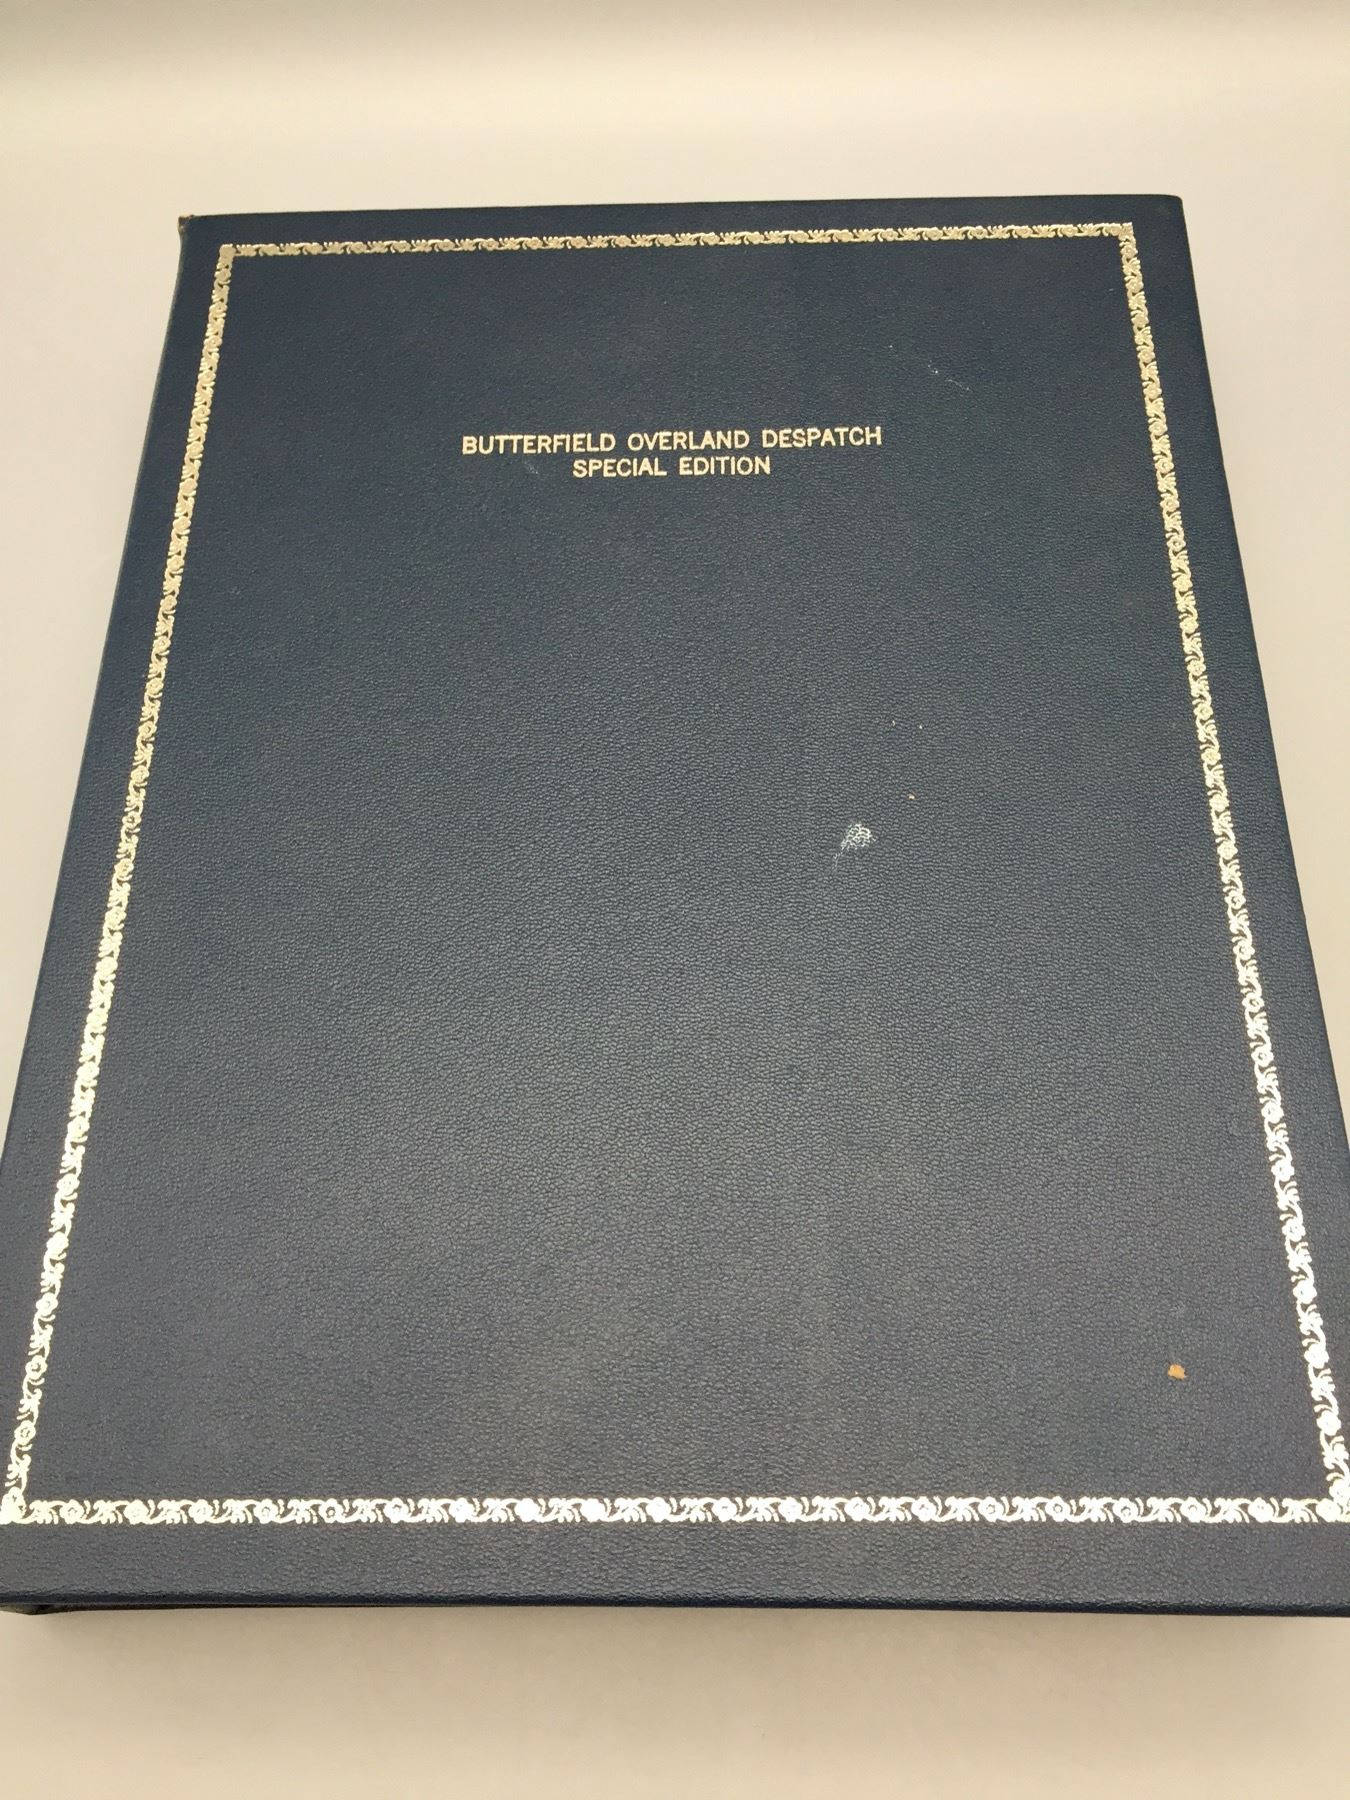 BUTTERFIELD OVERLAND DESPATCH
SPECIAL EDITION